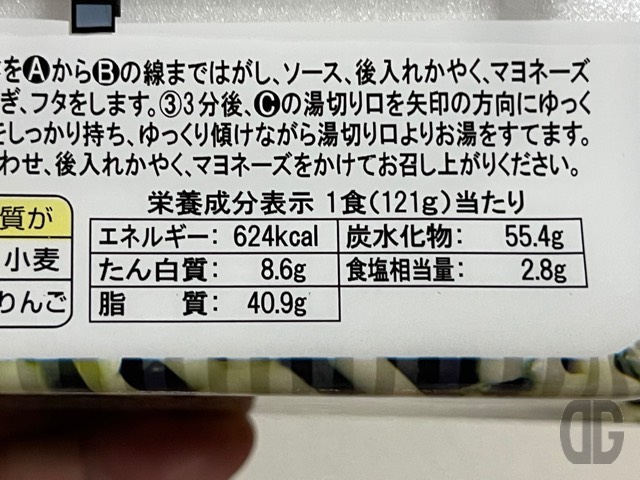 をAからBの線まではがし、ソース、後入れかやく、マヨネーズ
ぎ、フタをします。③3分後、Cの湯切り口を矢印の方向にゆっく
をしっかり持ち、ゆっくり傾けながら湯切り口よりお湯をすてます。
わせ、後入れかやく、マヨネーズをかけてお召し上がりください。
栄養成分表示 1食(121g)当たり
質が
エネルギー: 624kcal 炭水化物: 55.4g
小麦
たん白質: 8.6g 食塩相当量: 2.8g
りんご
脂 質: 40.9g
DG